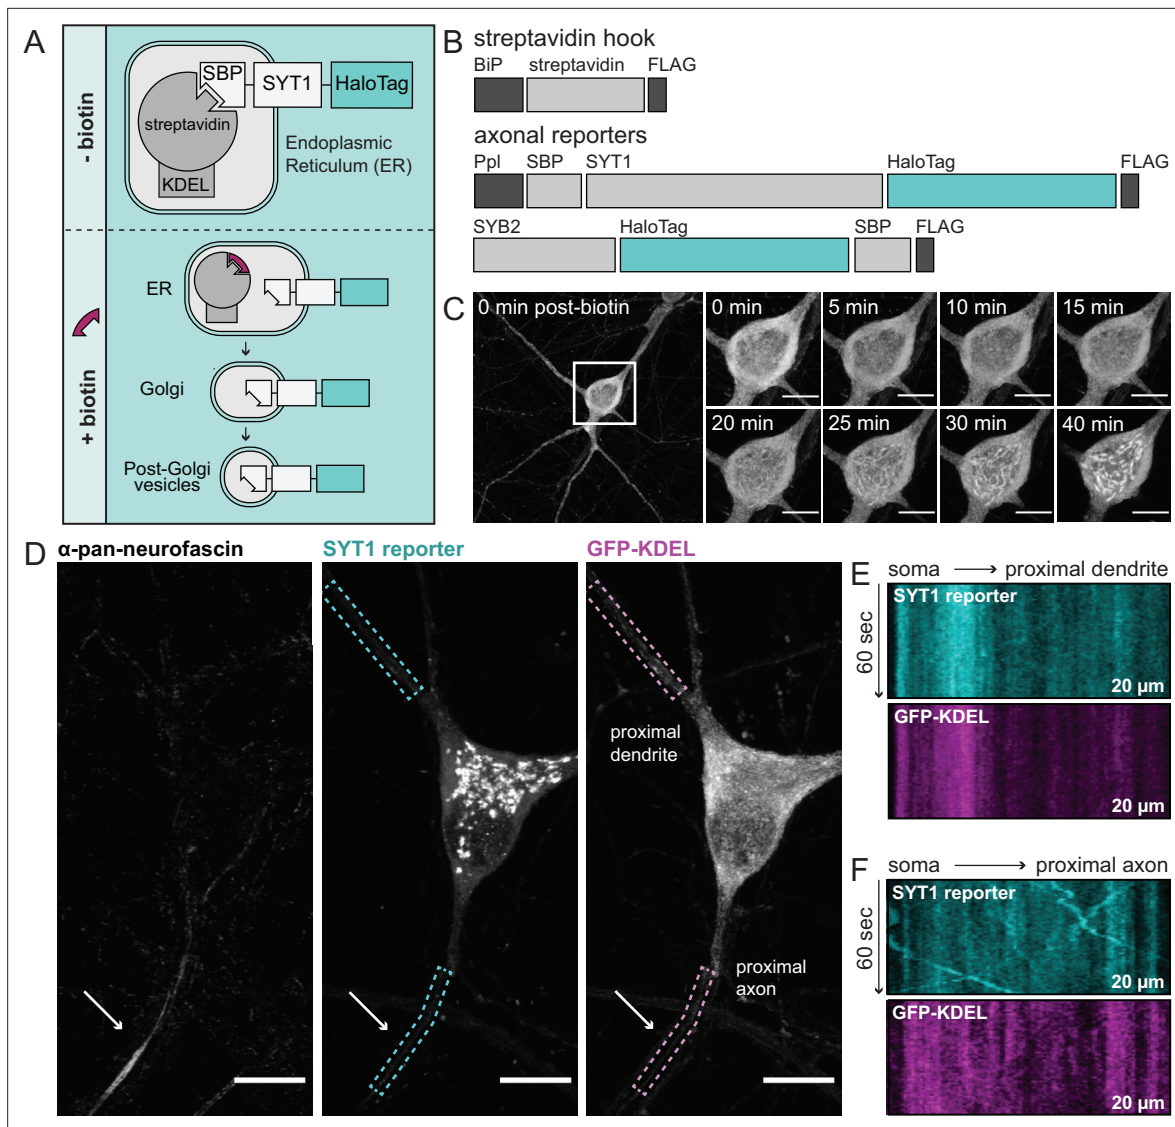 A
- biotin
SBP
SYT1
HaloTag
streptavidin
KDEL
Endoplasmic
Reticulum (ER)
+ biotin
ER
Golgi
Post-Golgi
vesicles
B
streptavidin hook
BiP streptavidin FLAG
axonal reporters
Ppl SBP SYT1 HaloTag FLAG
SYB2 HaloTag SBP FLAG
C
0 min post-biotin
0 min 5 min 10 min 15 min
20 min 25 min 30 min 40 min
D
α-pan-neurofascin SYT1 reporter GFP-KDEL
proximal
dendrite
proximal
axon
E
soma proximal dendrite
60 sec
SYT1 reporter
20 µm
GFP-KDEL
20 µm
F
soma proximal axon
60 sec
SYT1 reporter
20 µm
GFP-KDEL
20 µm